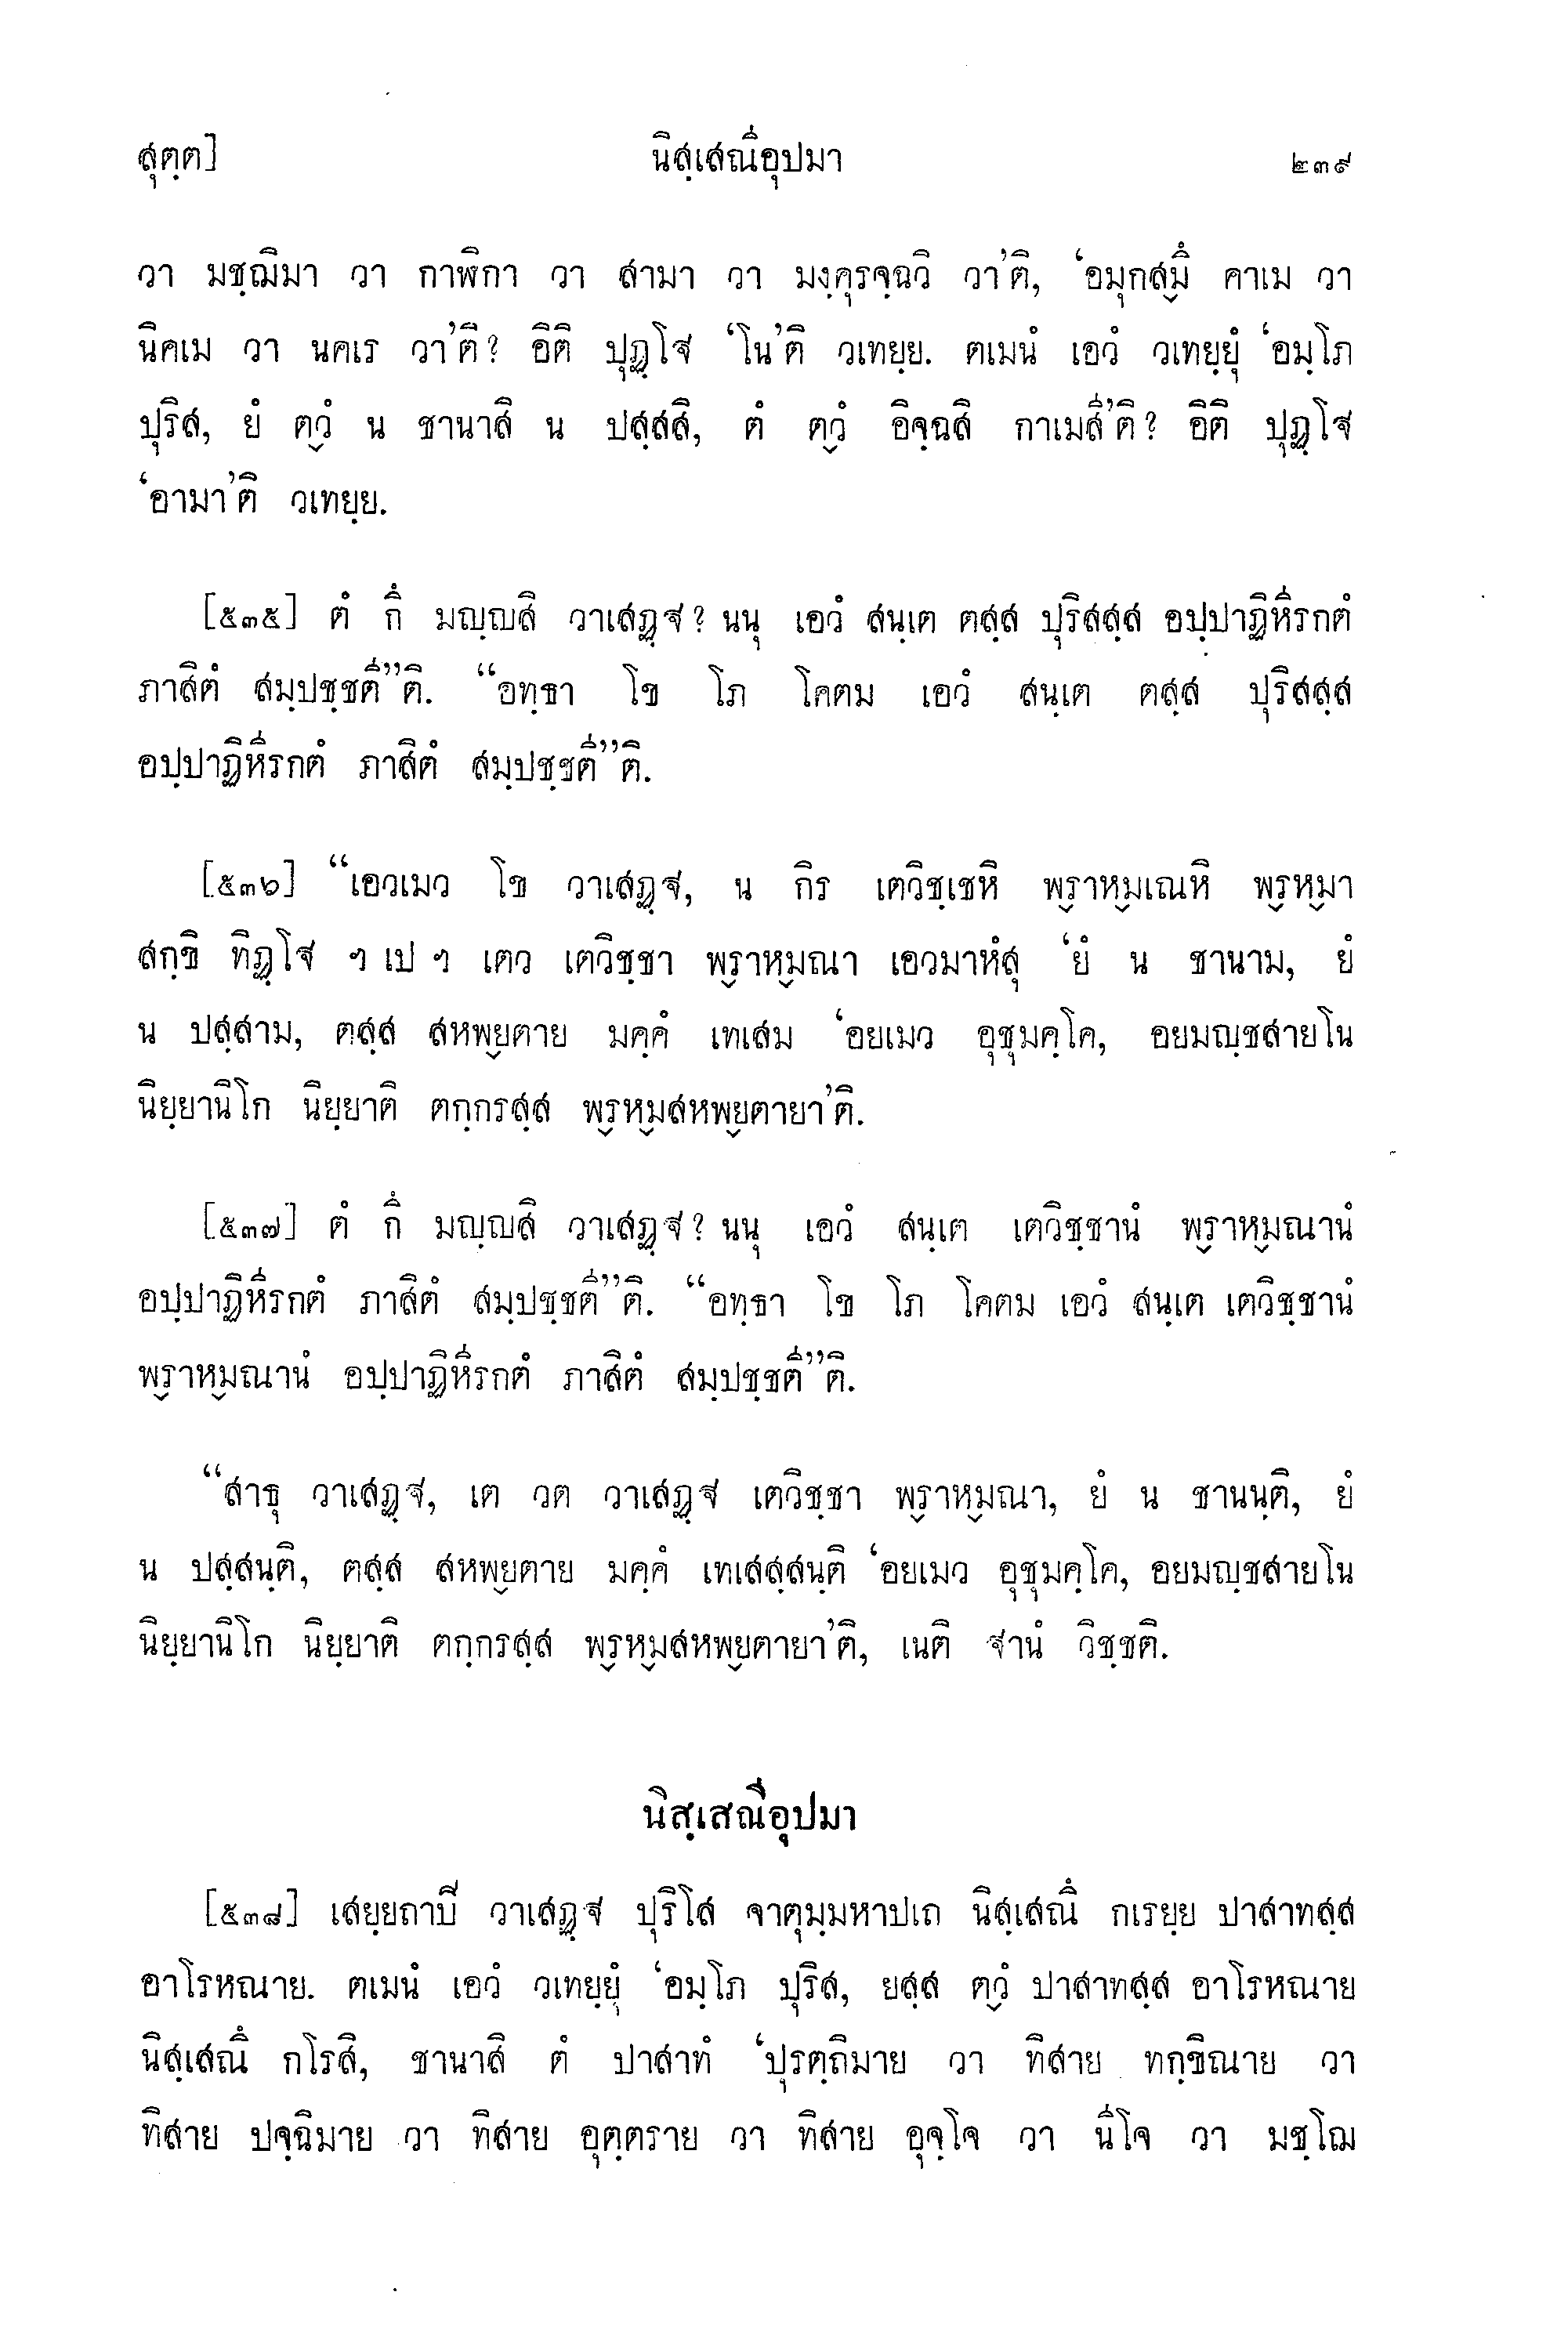 สุตฺต] นิสฺเสณีอุปมา ๒๓๙
วา มชฺฌิมา วา กาฬิกา วา สามา วา มงฺคุรจฺฉวิ วา’ติ, ‘อมุกสฺมึ คาเม วา
นิคเม วา นคเร วา’ติ? อิติ ปุฏฺโฐ ‘โน’ติ วเทยฺย. ตเมนํ เอวํ วเทยฺยุํ ‘อมฺโภ
ปุริส, ยํ ตฺวํ น ชานาสิ น ปสฺสสิ, ตํ ตฺวํ อิจฺฉสิ กาเมสี’ติ? อิติ ปุฏฺโฐ
‘อามา’ติ วเทยฺย.
[๕๓๕] ตํ กึ มญฺญสิ วาเสฏฺฐ? นนุ เอวํ สนฺเต ตสฺส ปุริสสฺส อปฺปาฏิหีรกตํ
ภาสิตํ สมฺปชฺชตี”ติ. “อทฺธา โข โภ โคตม เอวํ สนฺเต ตสฺส ปุริสสฺส
อปฺปาฏิหีรกตํ ภาสิตํ สมฺปชฺชตี”ติ.
[๕๓๖] “เอวเมว โข วาเสฏฺฐ, น กิร เตวิชฺเชหิ พฺราหฺมเณหิ พฺรหฺมา
สกฺขิ ทิฏฺโฐ ฯ เป ฯ เตว เตวิชฺชา พฺราหฺมณา เอวมาหํสุ ‘ยํ น ชานาม, ยํ
น ปสฺสาม, ตสฺส สหพฺยตาย มคฺคํ เทเสม ‘อยเมว อุชุมคฺโค, อยมญฺชสายโน
นิยฺยานิโก นิยฺยาติ ตกฺกรสฺส พฺรหฺมสหพฺยตายา’ติ.
[๕๓๗] ตํ กึ มญฺญสิ วาเสฏฺฐ? นนุ เอวํ สนฺเต เตวิชฺชานํ พฺราหฺมณานํ
อปฺปาฏิหีรกตํ ภาสิตํ สมฺปชฺชตี”ติ. “อทฺธา โข โภ โคตม เอวํ สนฺเต เตวิชฺชานํ
พฺราหฺมณานํ อปฺปาฏิหีรกตํ ภาสิตํ สมฺปชฺชตี”ติ.
“สาธุ วาเสฏฺฐ, เต วต วาเสฏฺฐ เตวิชฺชา พฺราหฺมณา, ยํ น ชานนฺติ, ยํ
น ปสฺสนฺติ, ตสฺส สหพฺยตาย มคฺคํ เทเสสฺสนฺติ ‘อยเมว อุชุมคฺโค, อยมญฺชสายโน
นิยฺยานิโก นิยฺยาติ ตกฺกรสฺส พฺรหฺมสหพฺยตายา’ติ, เนติ ฐานํ วิชฺชติ.
นิสฺเสณีอุปมา
[๕๓๘] เสยฺยถาปิ วาเสฏฺฐ ปุริโส จาตุมฺมหาปเถ นิสฺเสณึ กเรยฺย ปาสาทสฺส
อาโรหณาย. ตเมนํ เอวํ วเทยฺยุํ ‘อมฺโภ ปุริส, ยสฺส ตฺวํ ปาสาทสฺส อาโรหณาย
นิสฺเสณึ กโรสิ, ชานาสิ ตํ ปาสาทํ ‘ปุรตฺถิมาย วา ทิสาย ทกฺขิณาย วา
ทิสาย ปจฺฉิมาย วา ทิสาย อุตฺตราย วา ทิสาย อุจฺโจ วา นีโจ วา มชฺโฌ